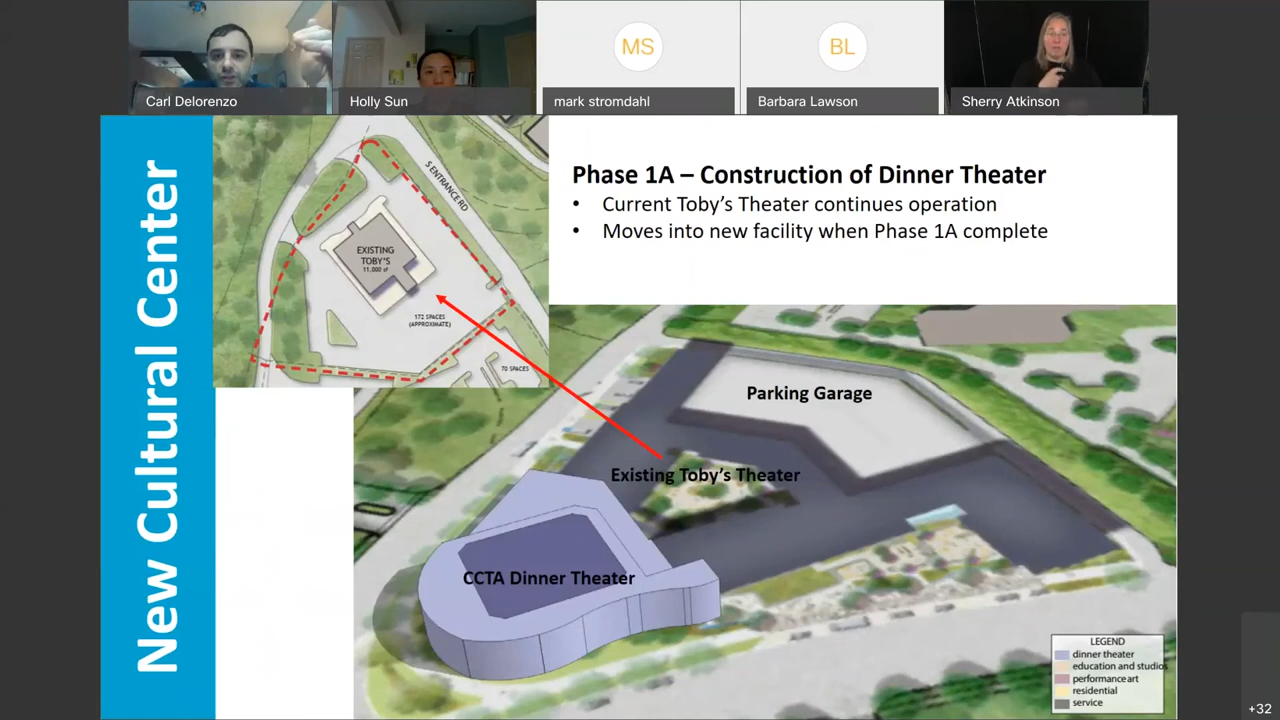 MS
BL
Carl Delorenzo
Holly Sun
mark stromdahl
Barbara Lawson
Sherry Atkinson
New Cultural Center
S ENTRANCE RD
EXISTING
TOBY'S
11,000 sf
172 SPACES
(APPROXIMATE)
70 SPACES
Phase 1A – Construction of Dinner Theater
• Current Toby's Theater continues operation
• Moves into new facility when Phase 1A complete
Parking Garage
Existing Toby's Theater
CCTA Dinner Theater
LEGEND
dinner theater
education and studios
performance art
residential
service
+32